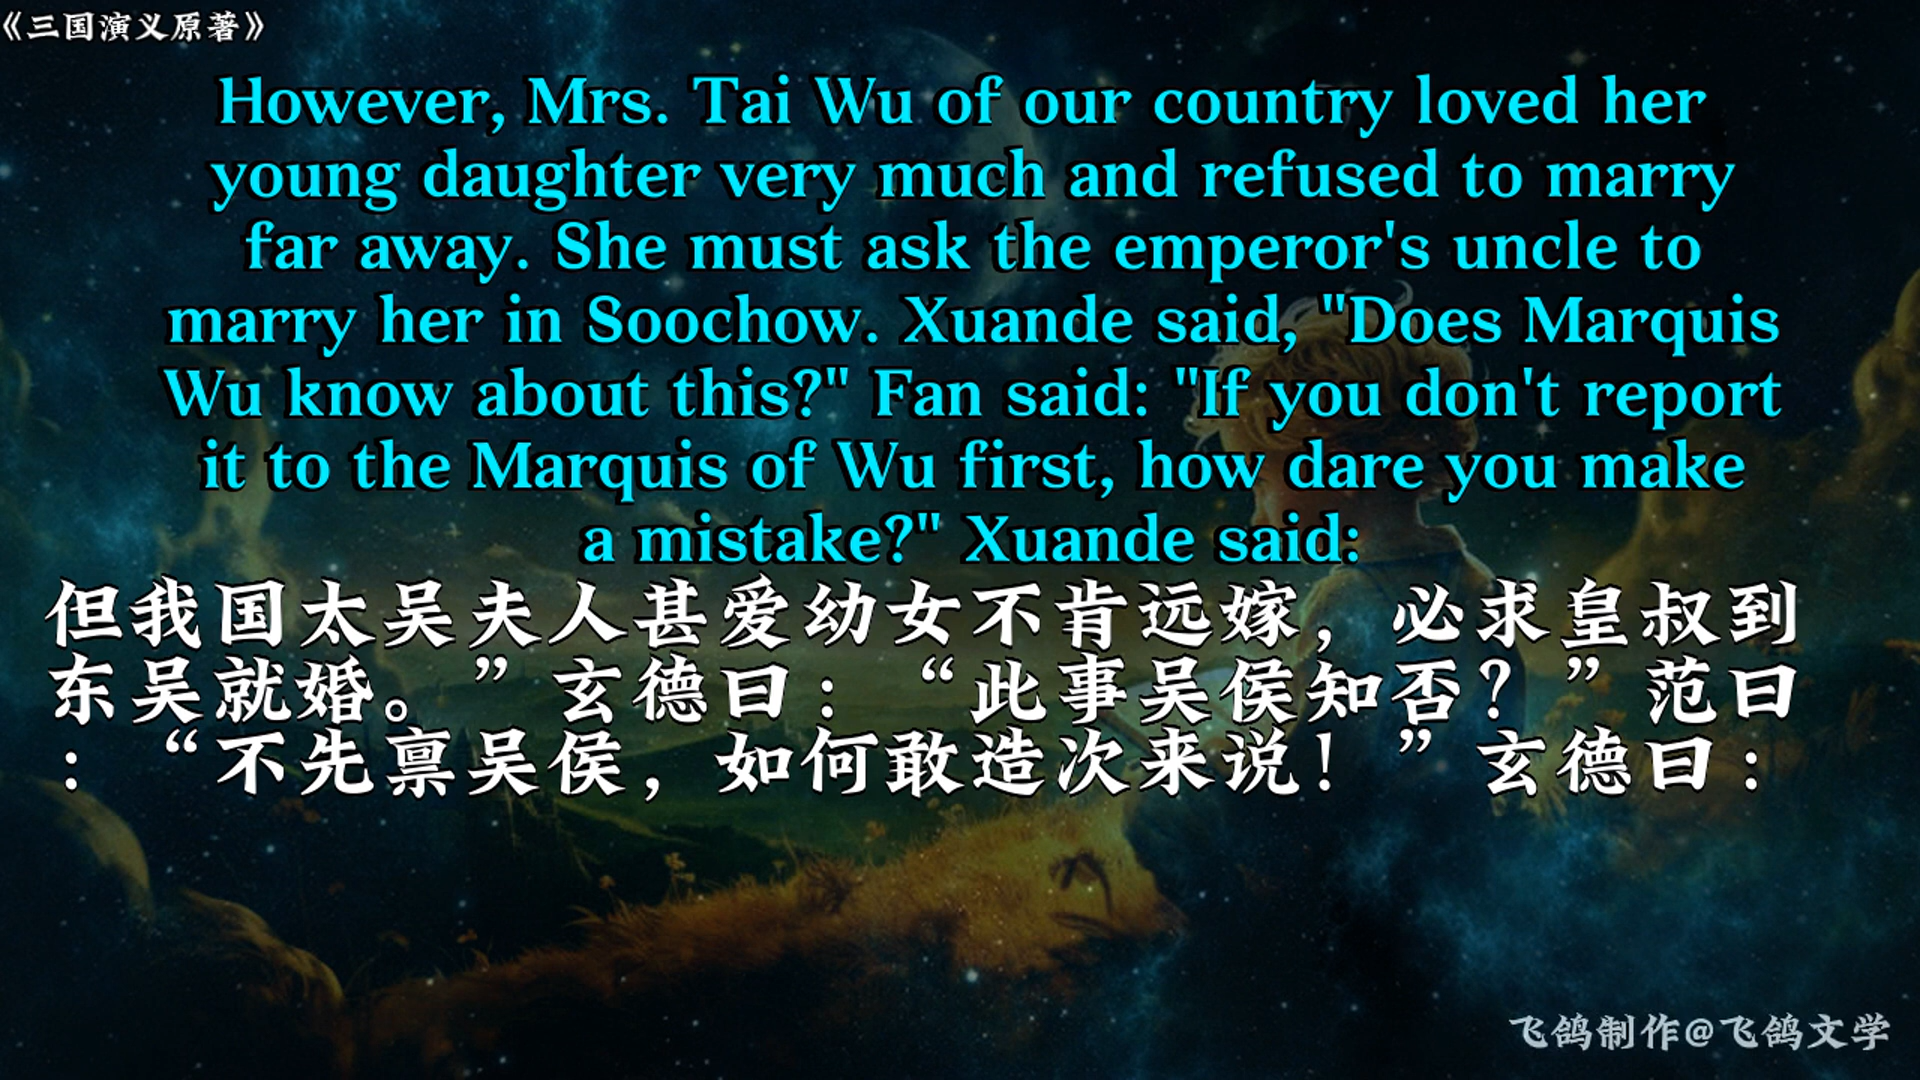 《三国演义原著》
However, Mrs. Tai Wu of our country loved her
young daughter very much and refused to marry
far away. She must ask the emperor's uncle to
marry her in Soochow. Xuande said, "Does Marquis
Wu know about this?" Fan said: "If you don't report
it to the Marquis of Wu first, how dare you make
a mistake?" Xuande said:
但我国太吴夫人甚爱幼女不肯远嫁，必求皇叔到
东吴就婚。”玄德曰：“此事吴侯知否？”范曰
：“不先禀吴侯，如何敢造次来说！”玄德曰：
飞鸽制作@飞鸽文学